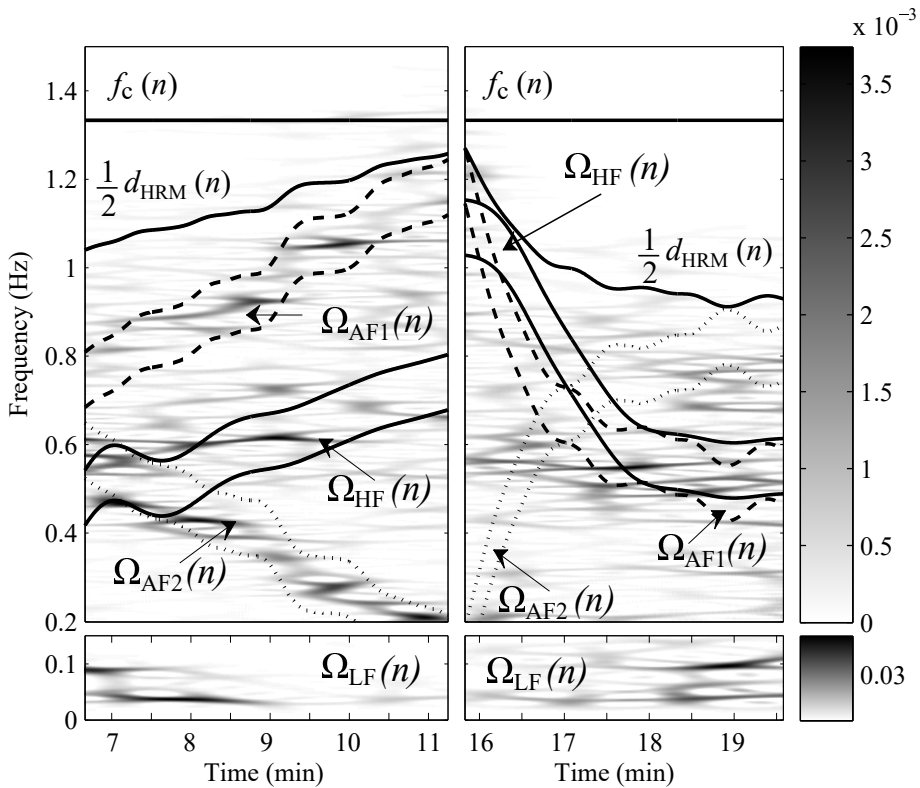 x 10⁻³
f_c (n)
f_c (n)
3.5
3
2.5
2
1.5
1
0.5
0
0.03
Frequency (Hz)
1.4
1.2
1
0.8
0.6
0.4
0.2
0.1
0
½ d_HRM (n)
Ω_AF1(n)
Ω_HF (n)
Ω_AF2(n)
Ω_LF(n)
Ω_HF (n)
½ d_HRM (n)
Ω_AF1(n)
Ω_AF2(n)
Ω_LF(n)
7 8 9 10 11
16 17 18 19
Time (min)
Time (min)